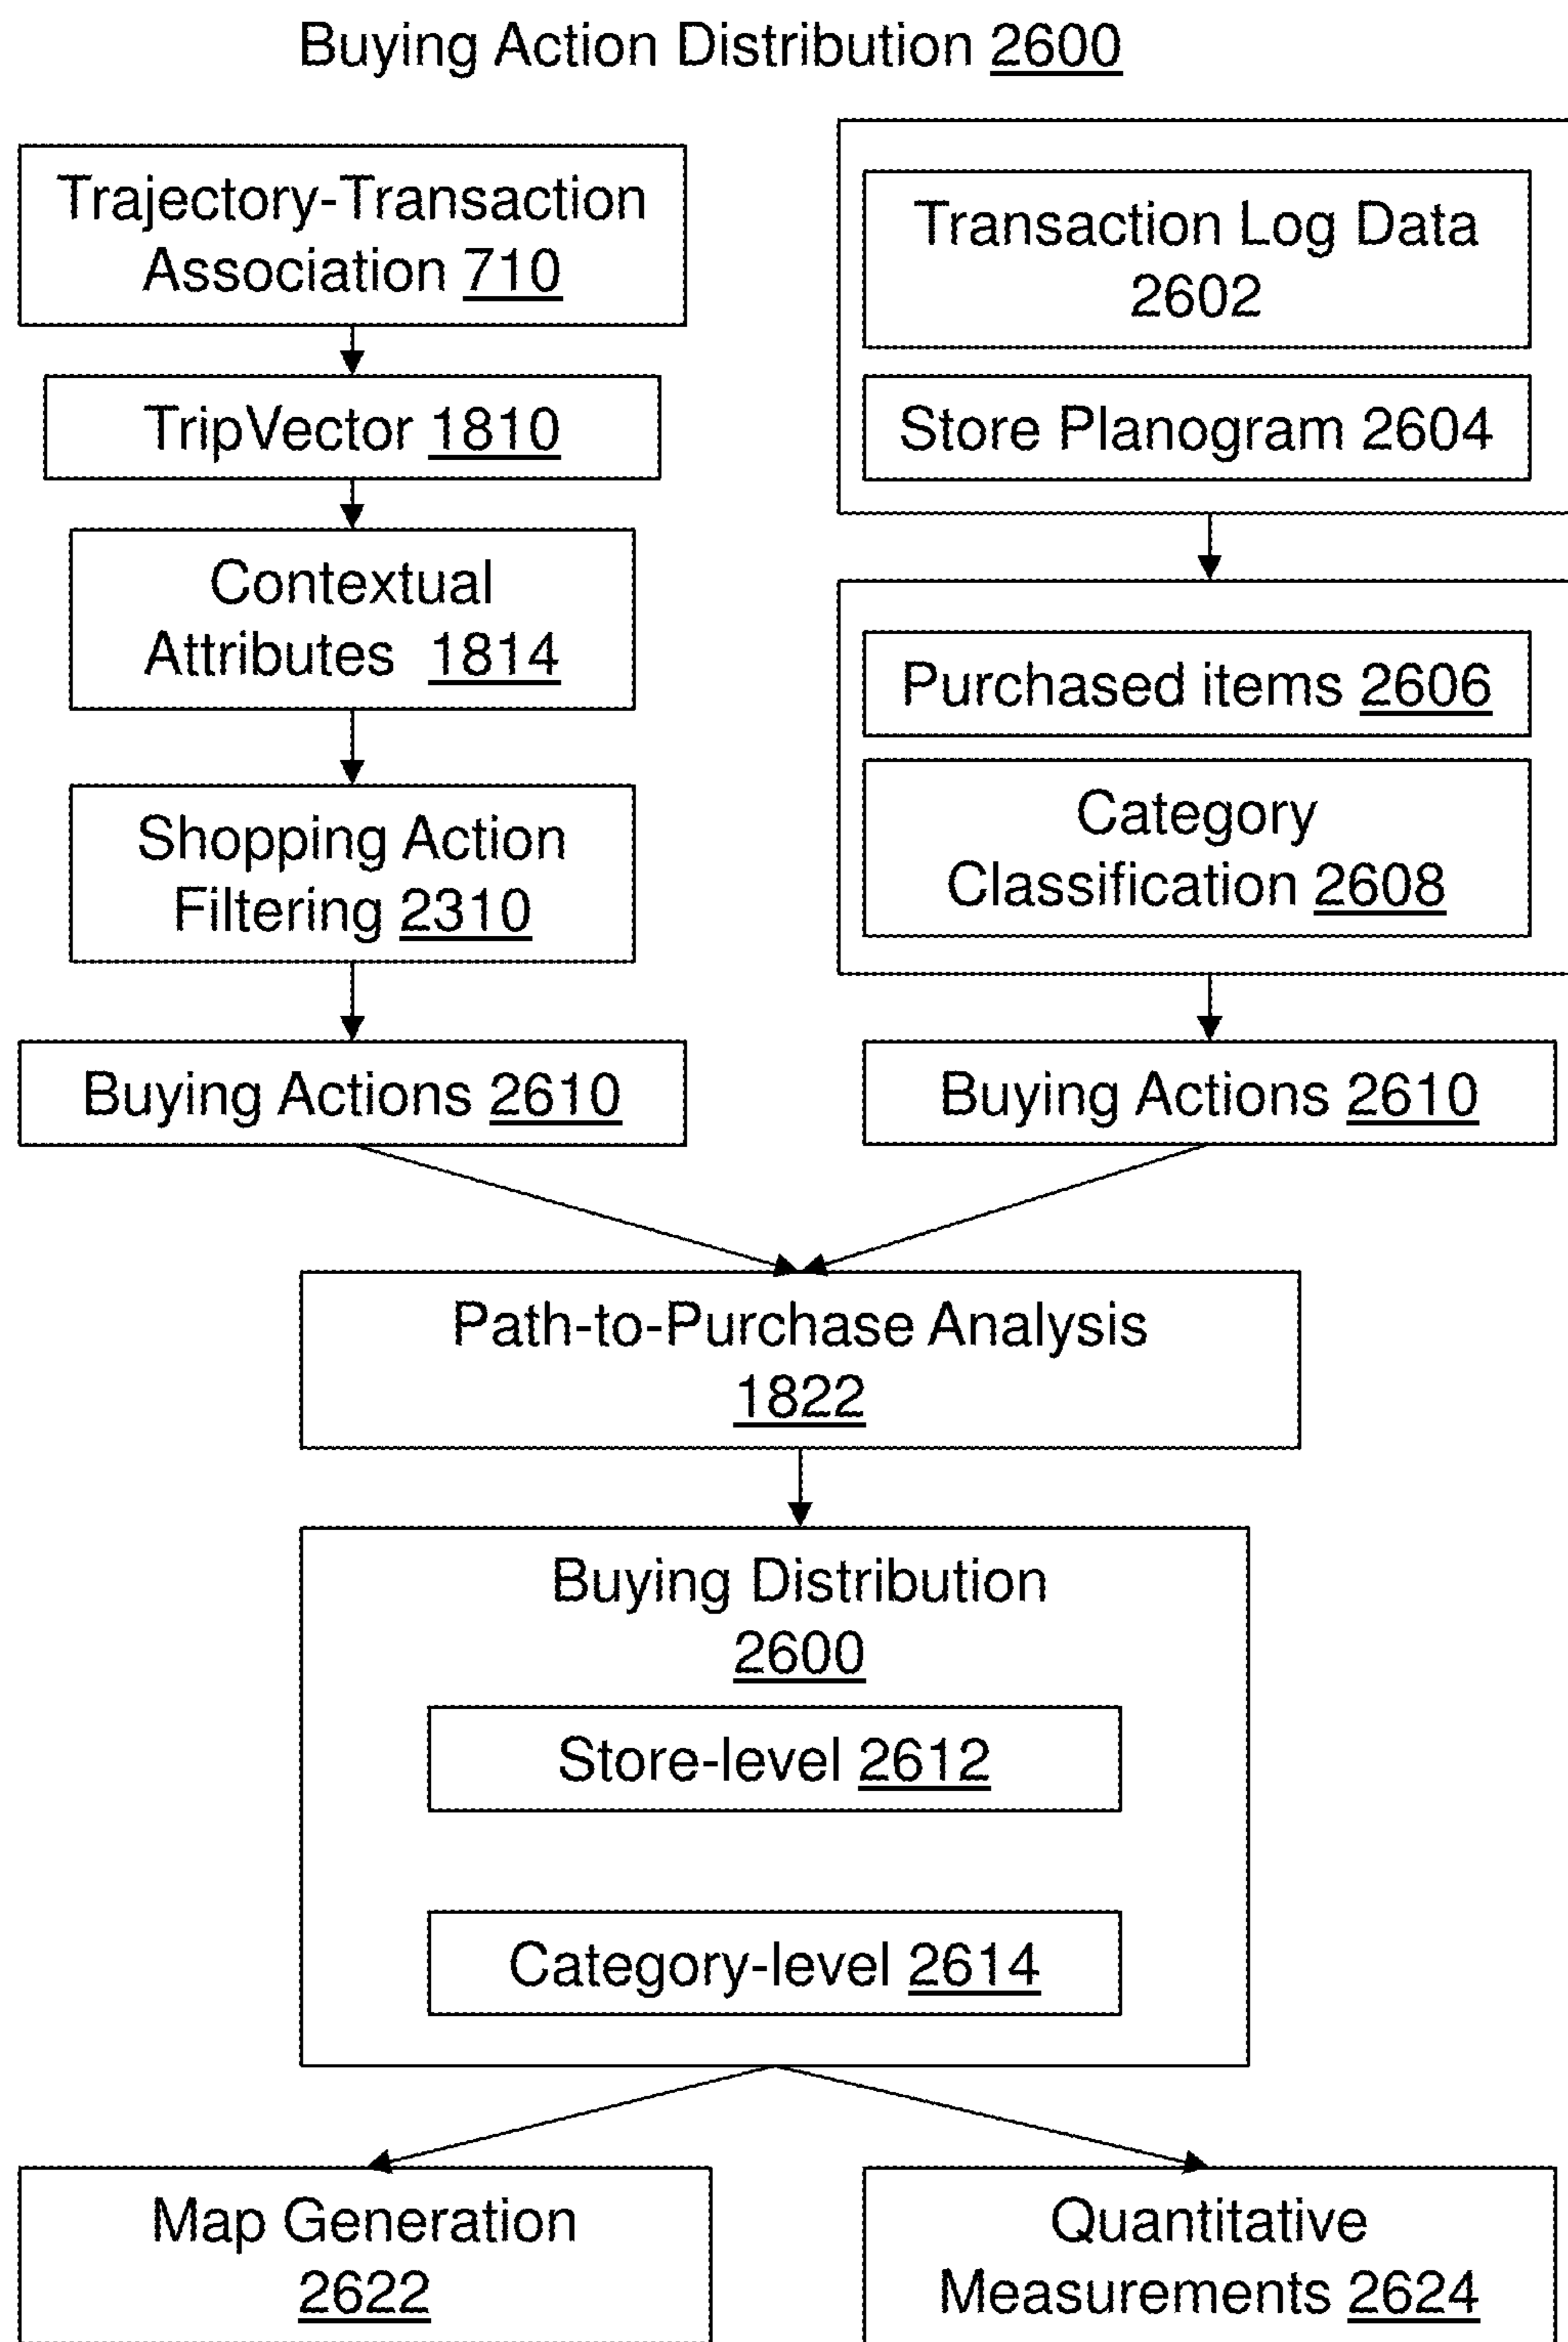 Buying Action Distribution 2600
Trajectory-Transaction
Association 710
TripVector 1810
Contextual
Attributes 1814
Shopping Action
Filtering 2310
Buying Actions 2610
Transaction Log Data
2602
Store Planogram 2604
Purchased items 2606
Category
Classification 2608
Buying Actions 2610
Path-to-Purchase Analysis
1822
Buying Distribution
2600
Store-level 2612
Category-level 2614
Map Generation
2622
Quantitative
Measurements 2624